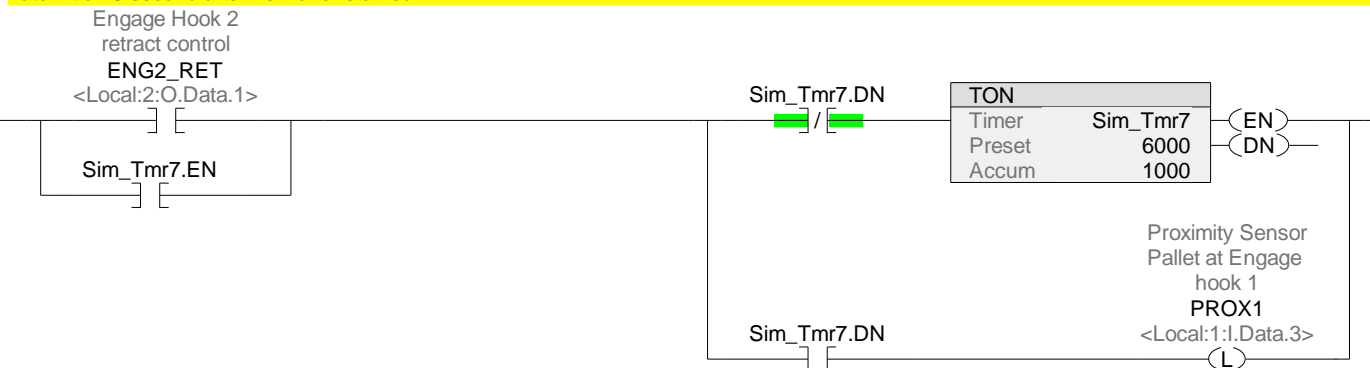 Engage Hook 2
retract control
ENG2_RET
<Local:2:O.Data.1>
Sim_Tmr7.EN
Sim_Tmr7.DN
TON
Timer Sim_Tmr7
Preset 6000
Accum 1000
EN
DN
Proximity Sensor
Pallet at Engage
hook 1
PROX1
<Local:1:I.Data.3>
Sim_Tmr7.DN
L